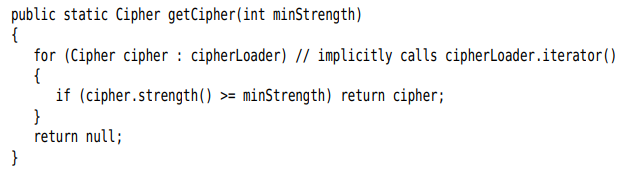 public static Cipher getCipher(int minStrength)
{
   for (Cipher cipher : cipherLoader) // implicitly calls cipherLoader.iterator()
   {
      if (cipher.strength() >= minStrength) return cipher;
   }
   return null;
}